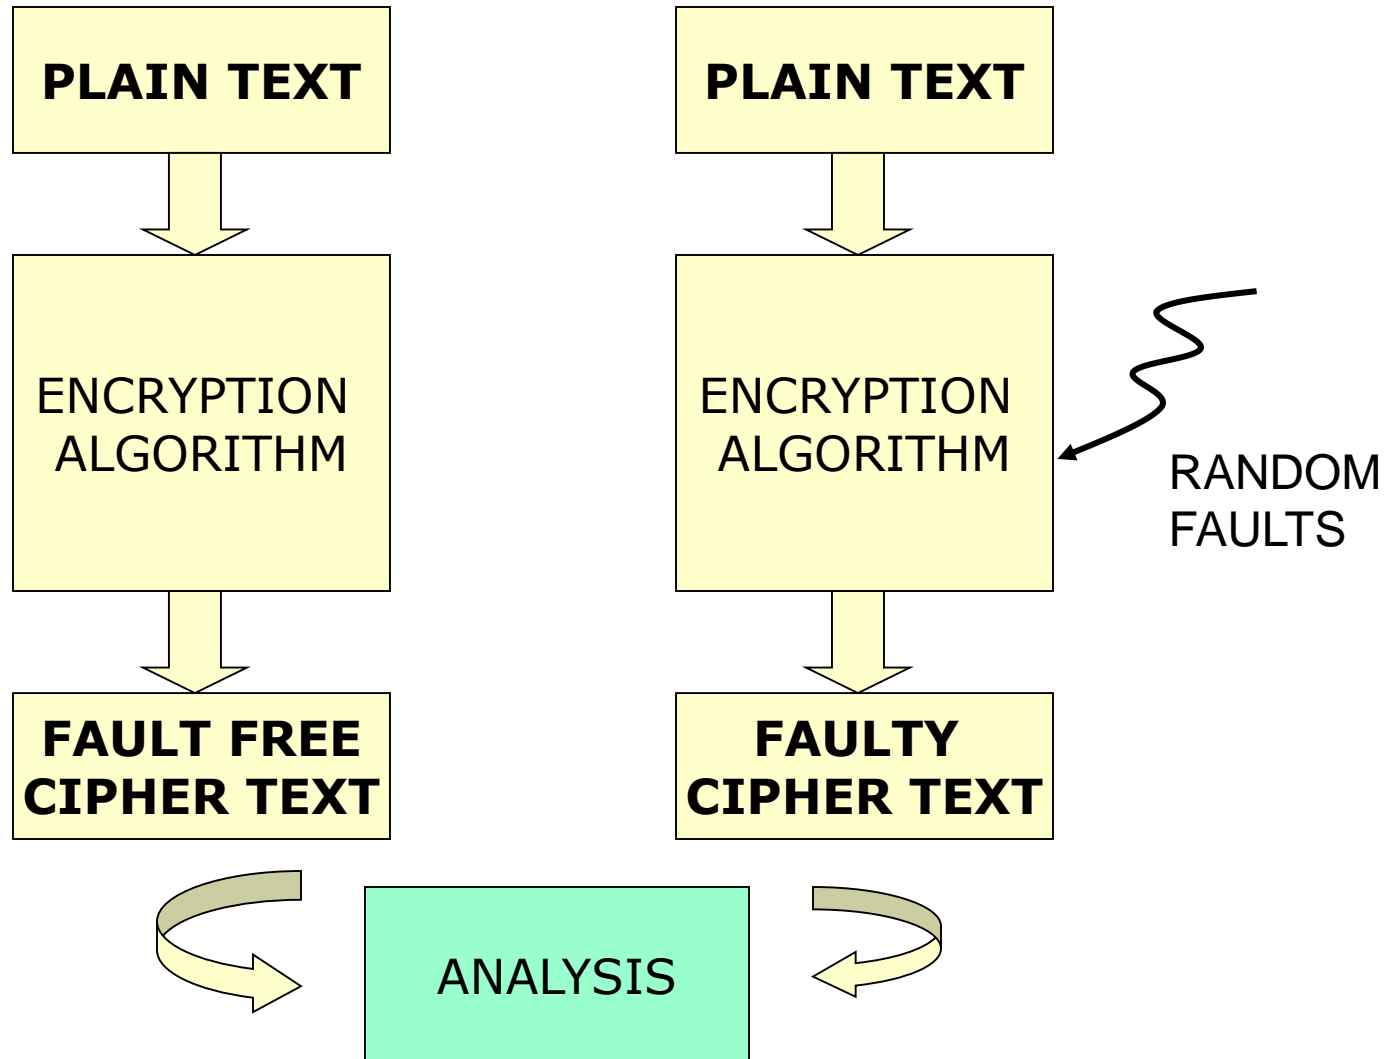 PLAIN TEXT
PLAIN TEXT
ENCRYPTION
ALGORITHM
ENCRYPTION
ALGORITHM
RANDOM
FAULTS
FAULT FREE
CIPHER TEXT
FAULTY
CIPHER TEXT
ANALYSIS